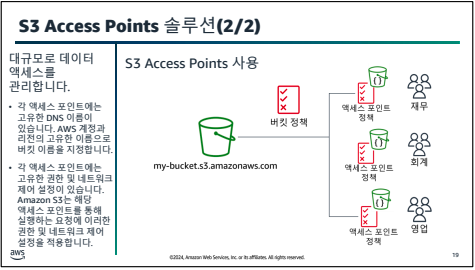 S3 Access Points 솔루션(2/2)
대규모로 데이터
액세스를
관리합니다.
• 각 액세스 포인트에는
고유한 DNS 이름이
있습니다. AWS 계정과
리전의 고유한 이름으로
버킷 이름을 지정합니다.
• 각 액세스 포인트에는
고유한 권한 및 네트워크
제어 설정이 있습니다.
Amazon S3는 해당
액세스 포인트를 통해
실행하는 요청에 이러한
권한 및 네트워크 제어
설정을 적용합니다.
S3 Access Points 사용
버킷 정책
my-bucket.s3.amazonaws.com
액세스 포인트
정책
재무
액세스 포인트
정책
회계
액세스 포인트
정책
영업
aws
©2024, Amazon Web Services, Inc. or its affiliates. All rights reserved.
19